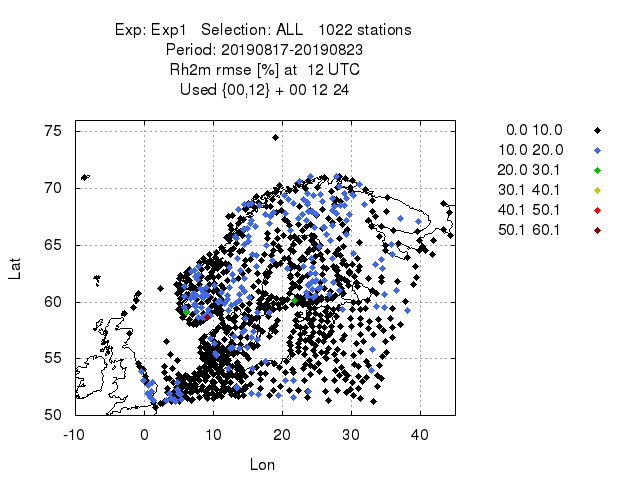 Exp: Exp1   Selection: ALL   1022 stations
Period: 20190817-20190823
Rh2m rmse [%] at  12 UTC
Used {00,12} + 00 12 24
0.0 10.0
10.0 20.0
20.0 30.1
30.1 40.1
40.1 50.1
50.1 60.1
75
70
65
60
55
50
Lat
-10 0 10 20 30 40
Lon